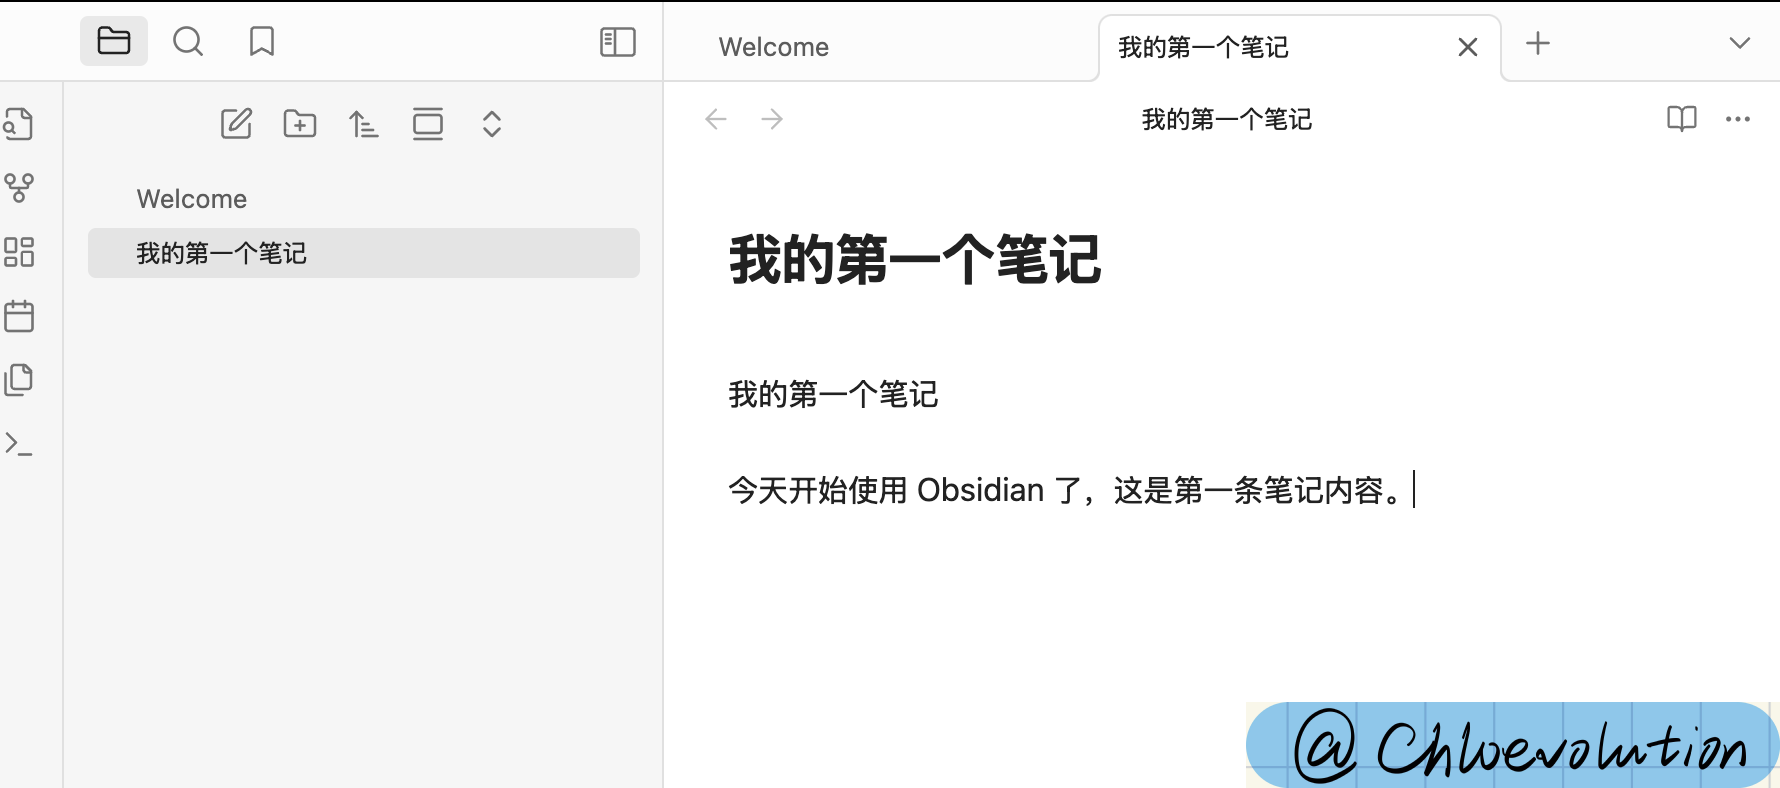 Welcome
我的第一个笔记
我的第一个笔记
Welcome
我的第一个笔记
我的第一个笔记
我的第一个笔记
今天开始使用 Obsidian 了，这是第一条笔记内容。
@Chloevolution